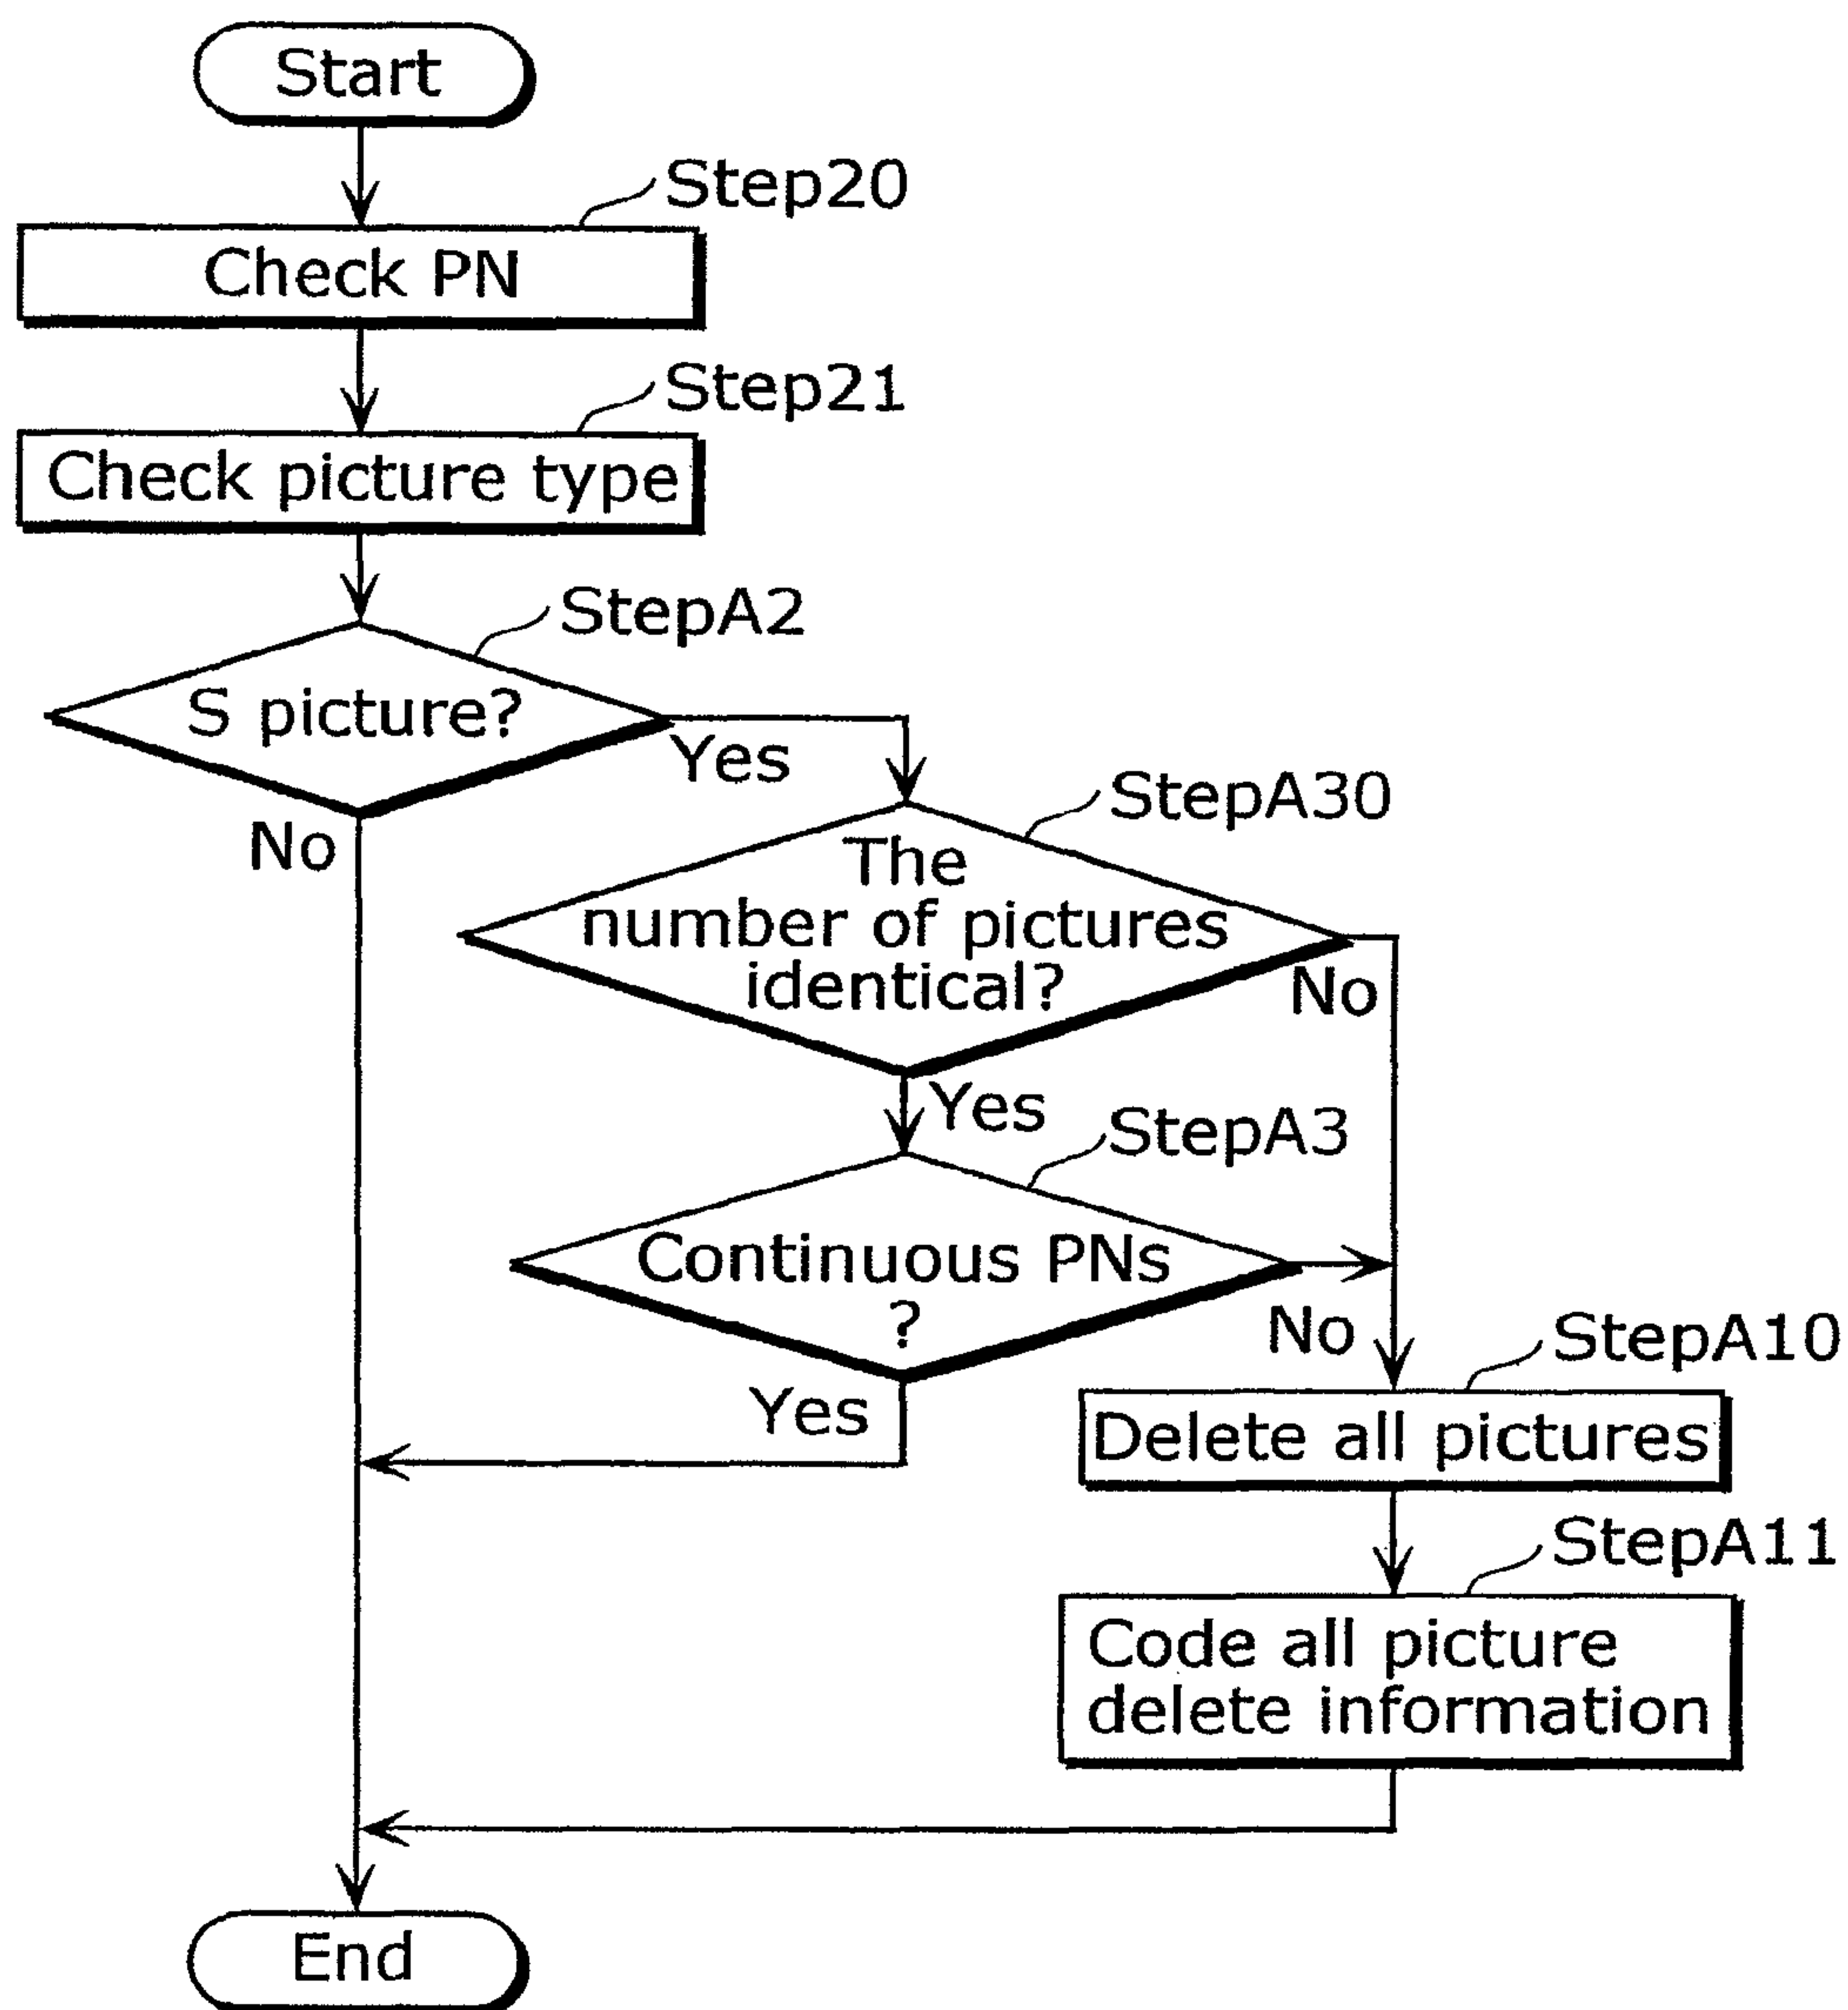 Start
Step20
Check PN
Step21
Check picture type
StepA2
S picture?
Yes
No
StepA30
The
number of pictures
identical?
No
Yes
StepA3
Continuous PNs
?
No
Yes
StepA10
Delete all pictures
StepA11
Code all picture
delete information
End